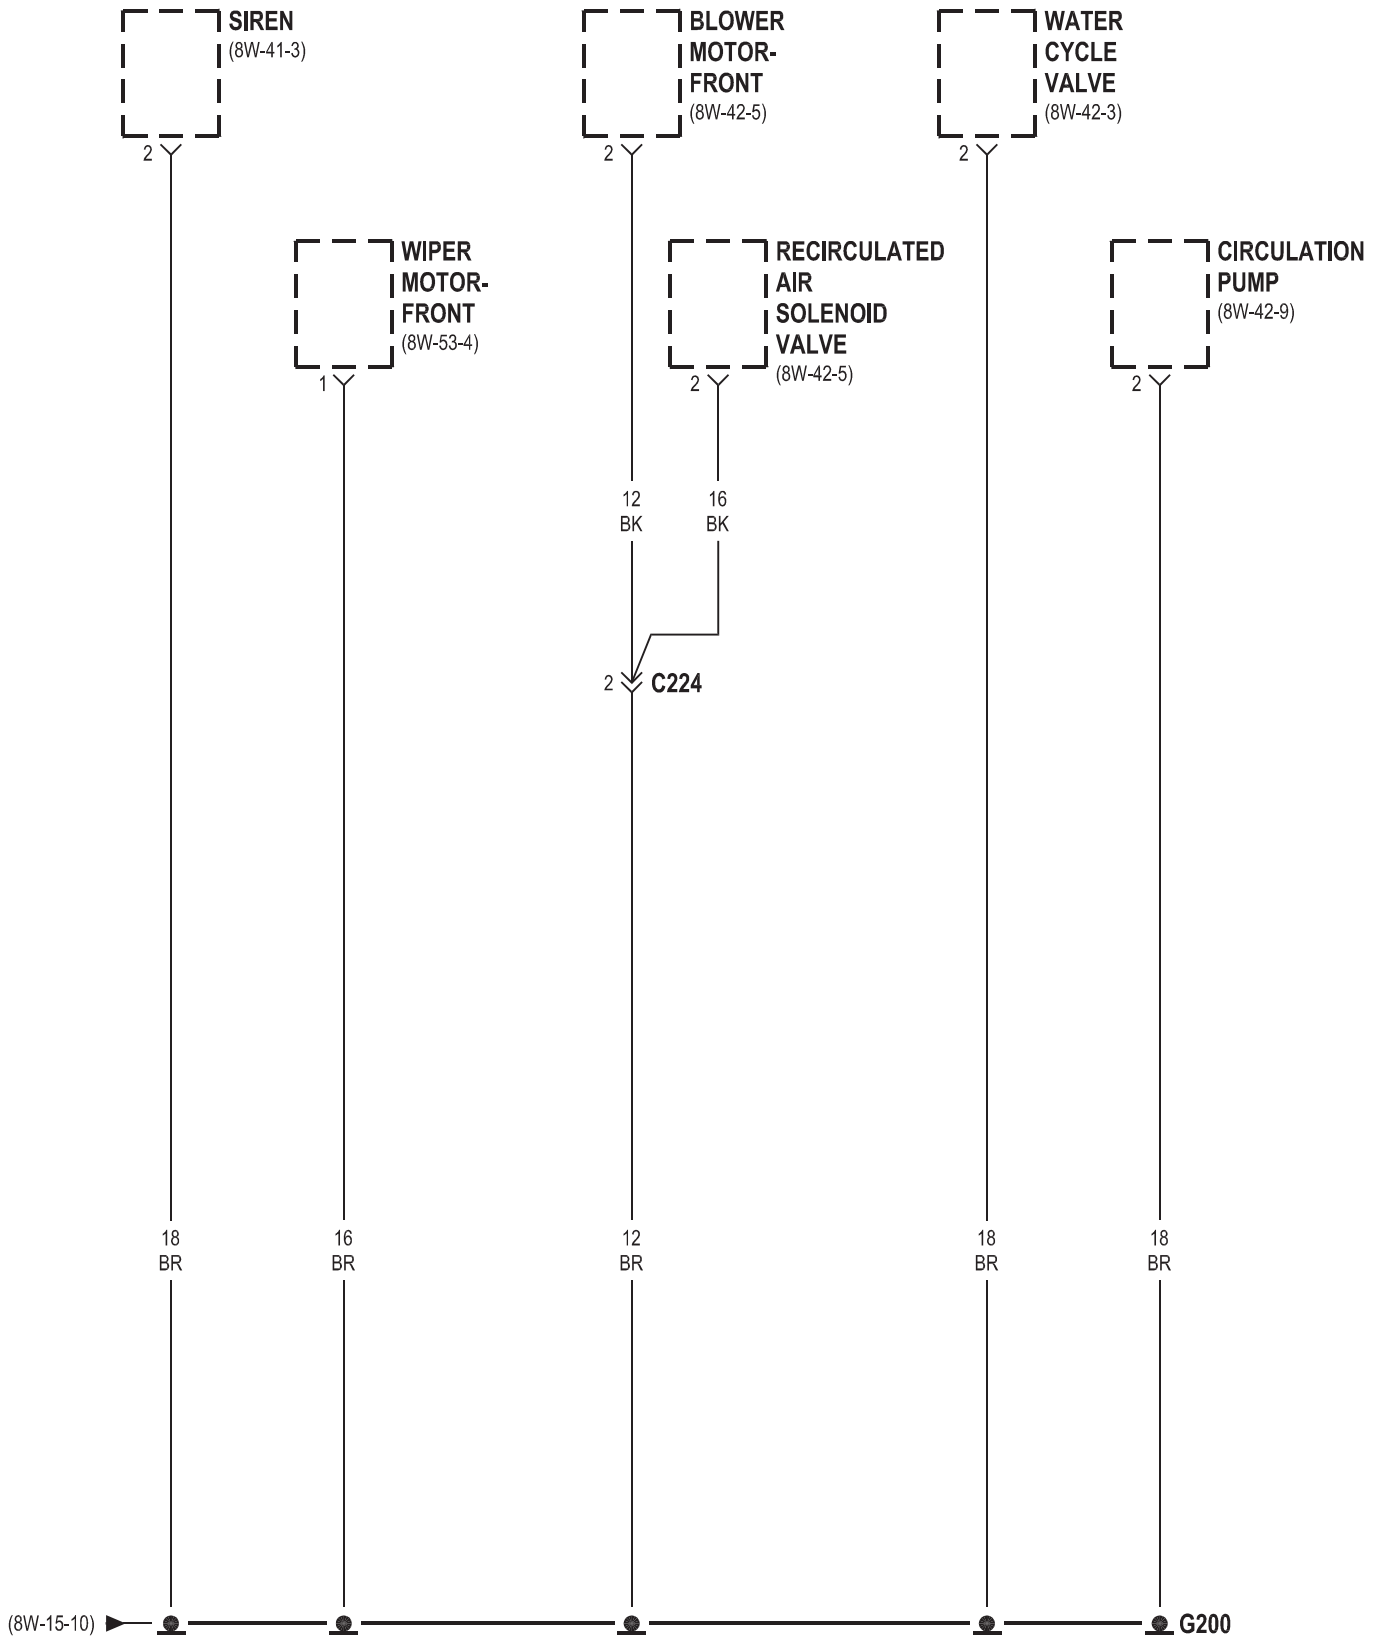 SIREN
(8W-41-3)
2
BLOWER
MOTOR-
FRONT
(8W-42-5)
2
WATER
CYCLE
VALVE
(8W-42-3)
2
WIPER
MOTOR-
FRONT
(8W-53-4)
1
RECIRCULATED
AIR
SOLENOID
VALVE
(8W-42-5)
2
CIRCULATION
PUMP
(8W-42-9)
2
12
BK
16
BK
2
C224
18
BR
16
BR
12
BR
18
BR
18
BR
(8W-15-10)
G200